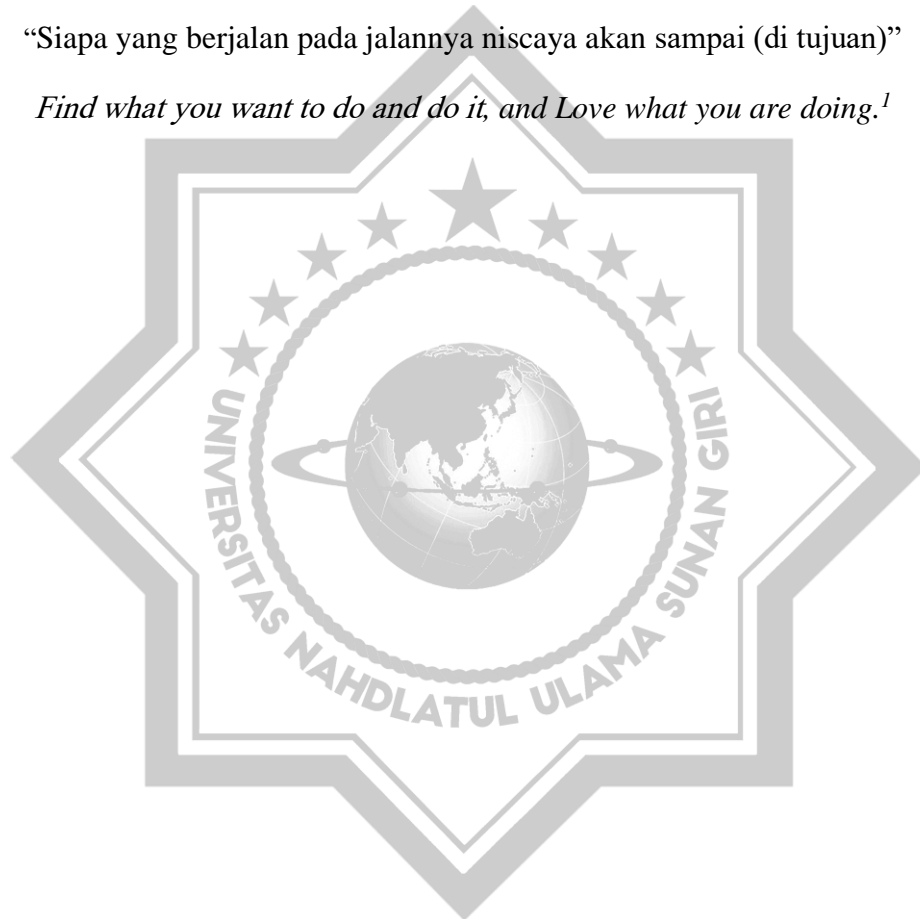 “Siapa yang berjalan pada jalannya niscaya akan sampai (di tujuan)”
Find what you want to do and do it, and Love what you are doing.¹
UNIVERSITAS NAHDLATUL ULAMA SUNAN GIRI